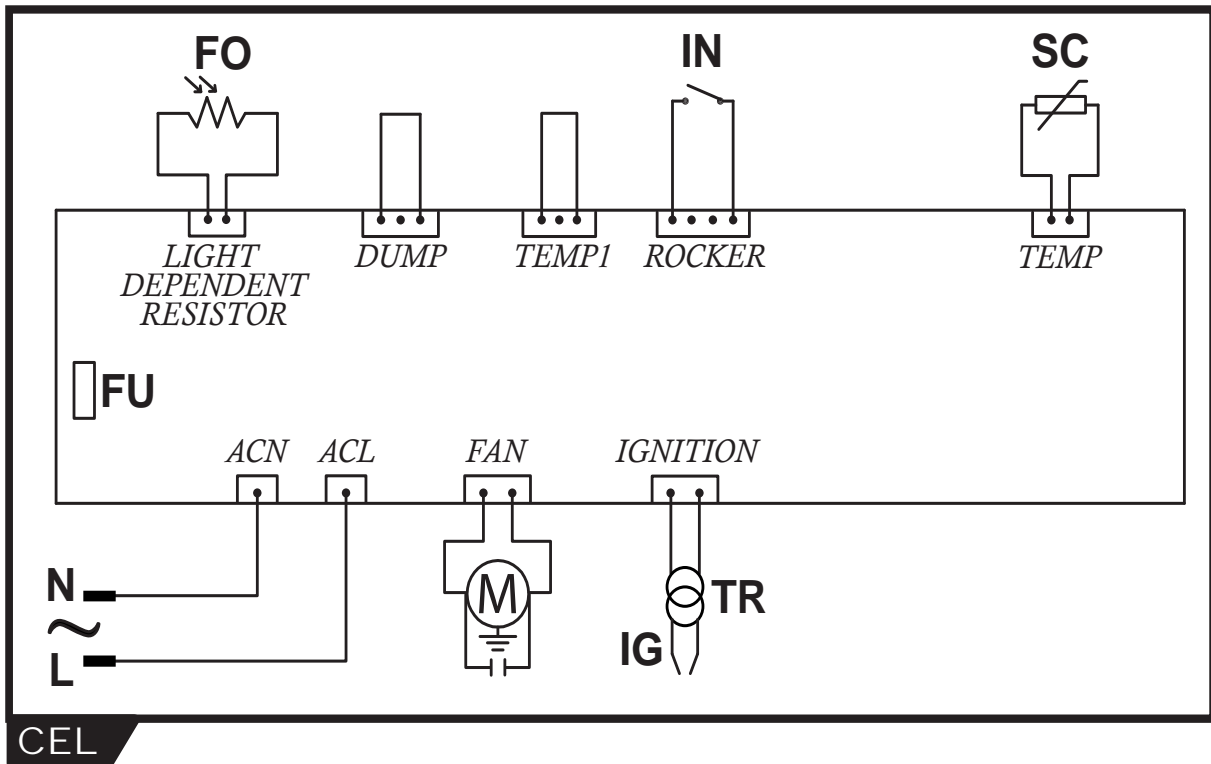 FO
IN
SC
LIGHT
DEPENDENT
RESISTOR
DUMP
TEMP1
ROCKER
TEMP
FU
ACN
ACL
FAN
IGNITION
N
~
L
M
TR
IG
CEL